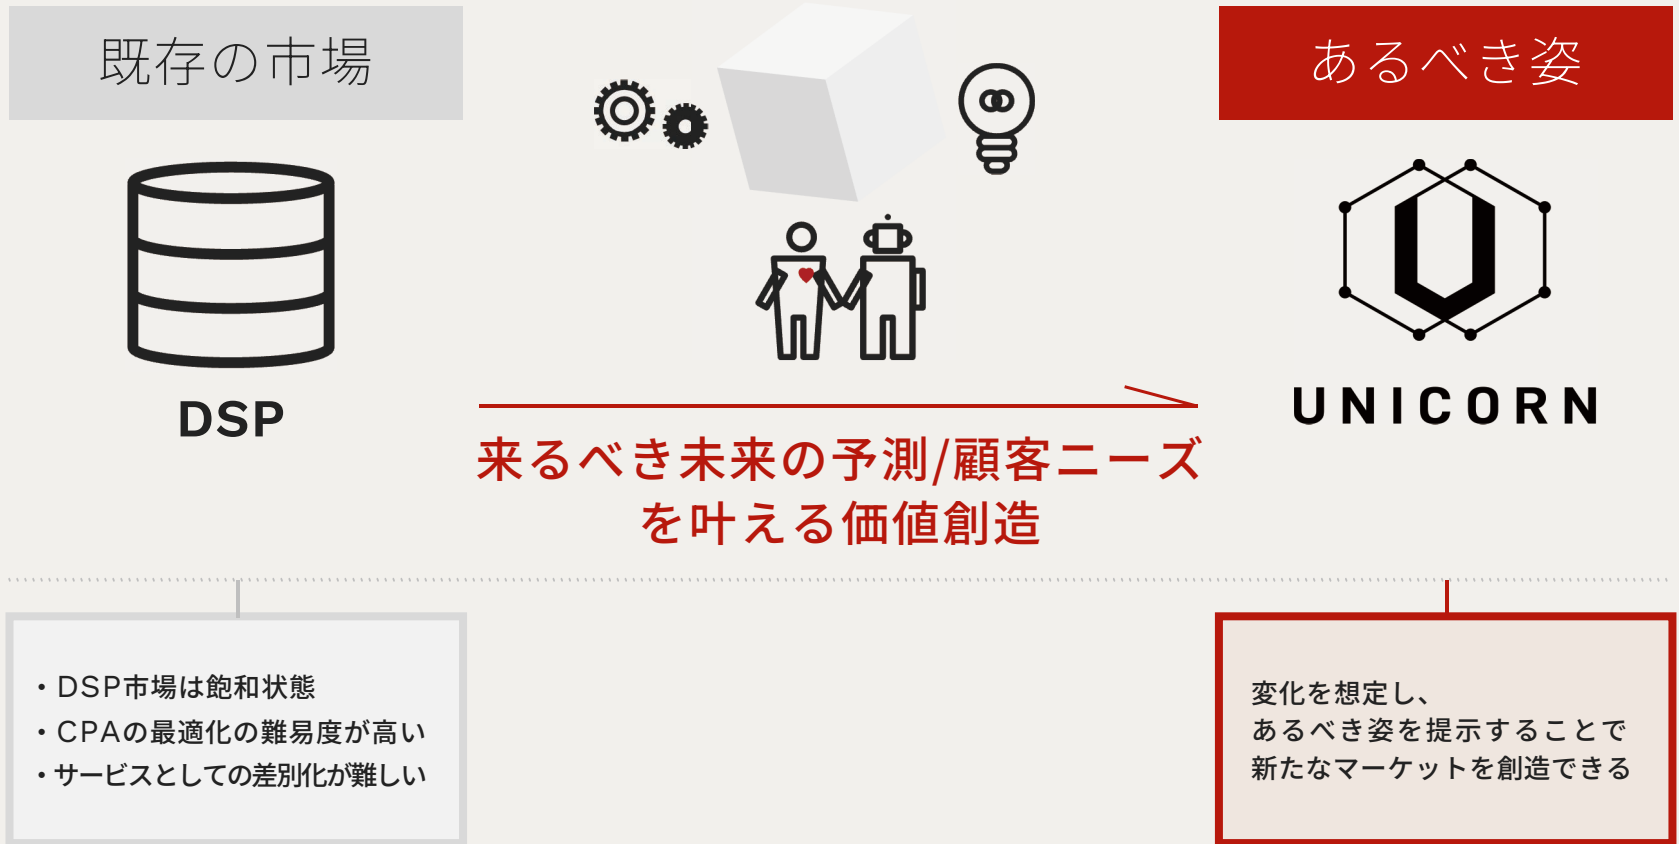 既存の市場
あるべき姿
DSP
UNICORN
来るべき未来の予測/顧客ニーズ
を叶える価値創造
・DSP市場は飽和状態
・CPAの最適化の難易度が高い
・サービスとしての差別化が難しい
変化を想定し、
あるべき姿を提示することで
新たなマーケットを創造できる